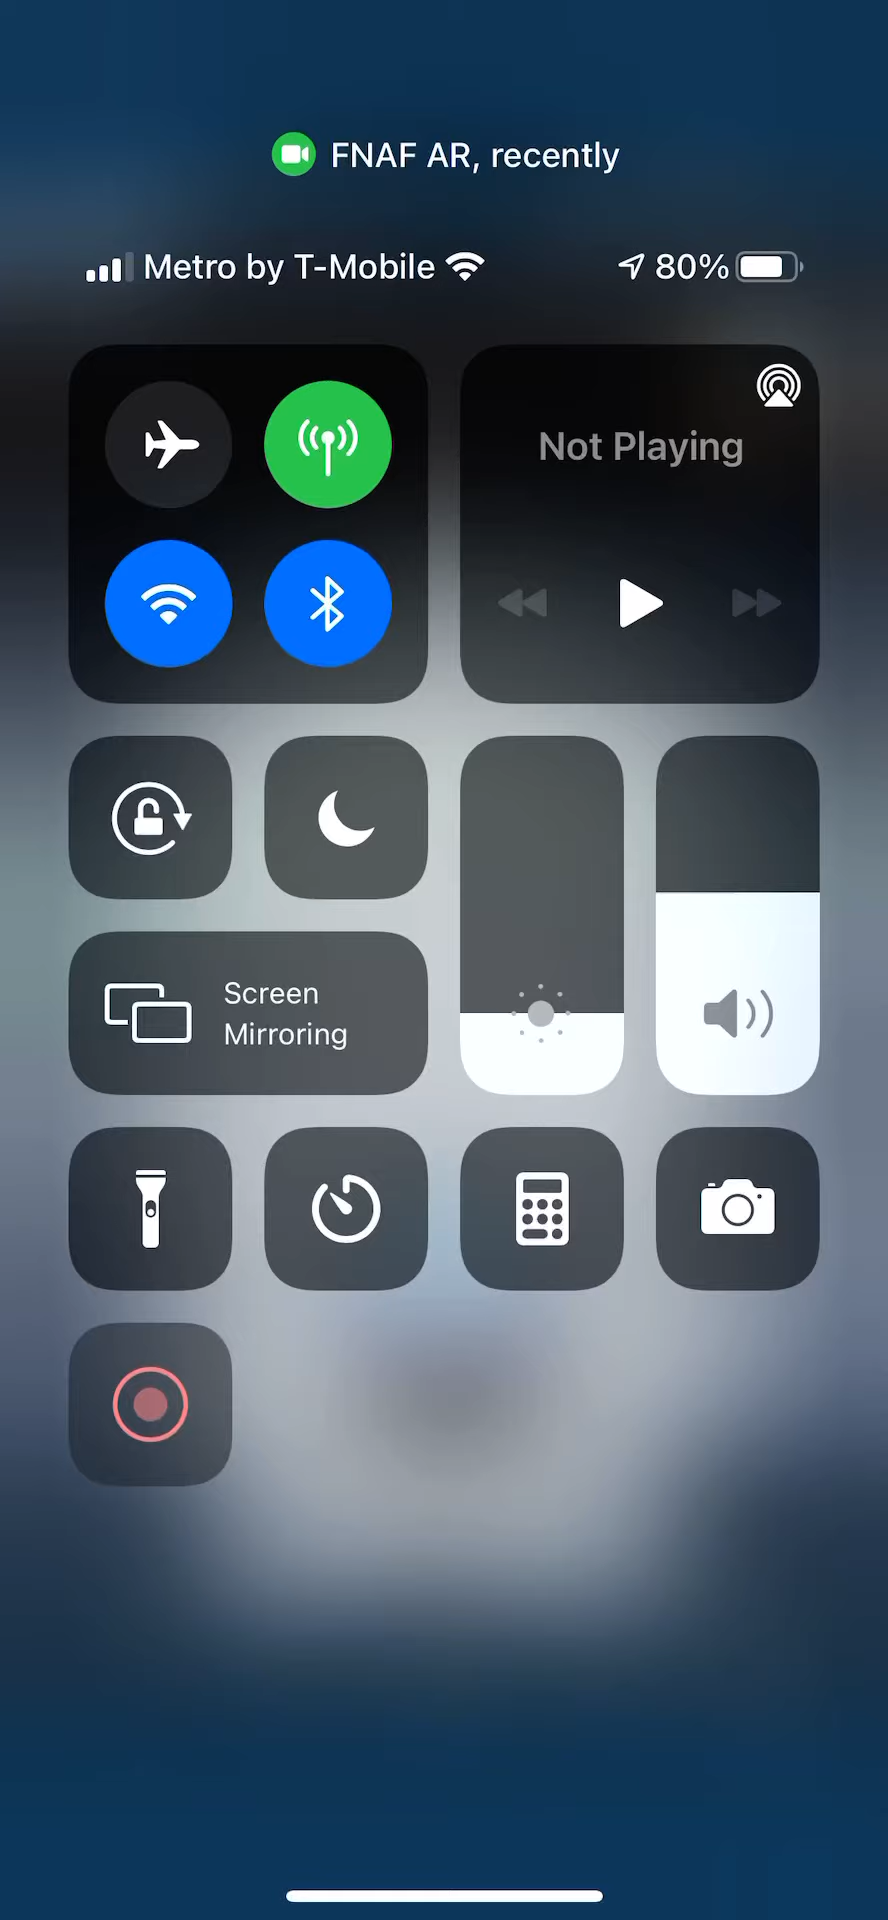 FNAF AR, recently
Metro by T-Mobile
80%
Not Playing
Screen
Mirroring